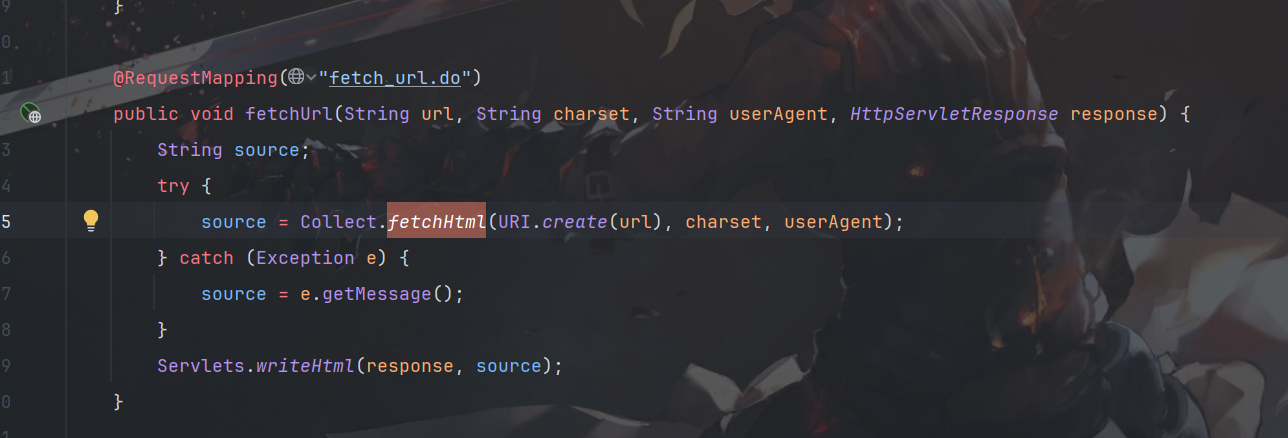 9 }
0
1 @RequestMapping("fetch_url.do")
public void fetchUrl(String url, String charset, String userAgent, HttpServletResponse response) {
3 String source;
4 try {
5 source = Collect.fetchHtml(URI.create(url), charset, userAgent);
6 } catch (Exception e) {
7 source = e.getMessage();
8 }
9 Servlets.writeHtml(response, source);
0 }
1